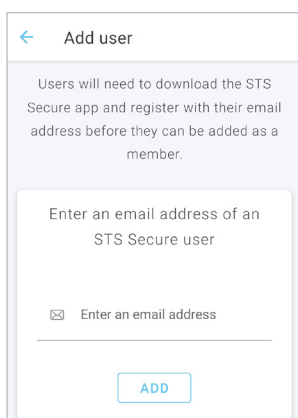 Add user
Users will need to download the STS
Secure app and register with their email
address before they can be added as a
member.
Enter an email address of an
STS Secure user
Enter an email address
ADD